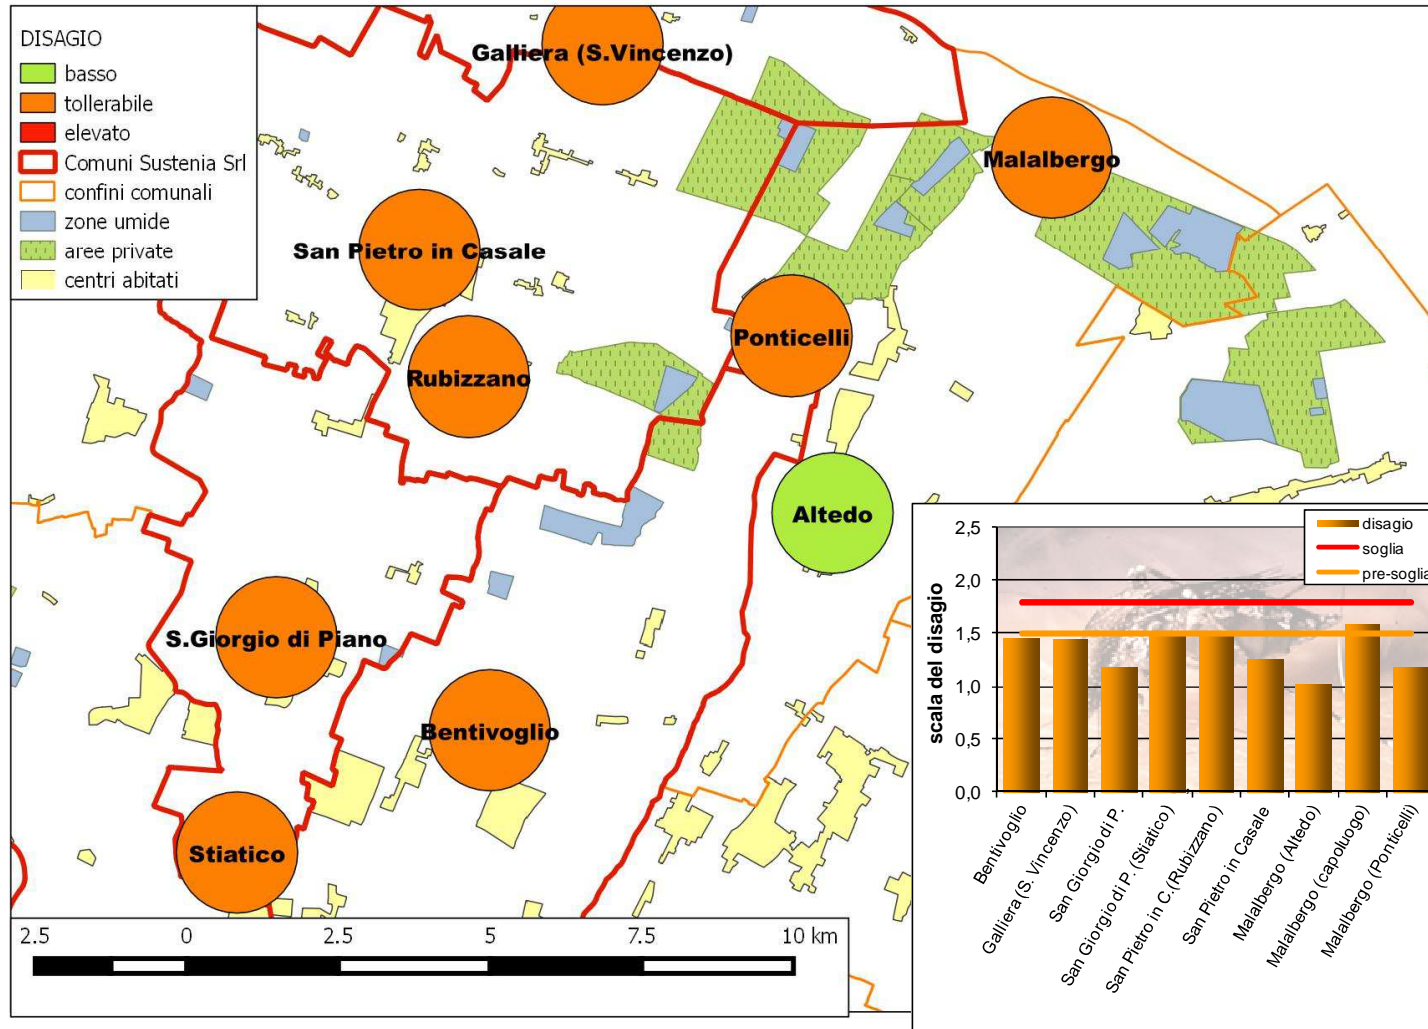 DISAGIO
basso
tollerabile
elevato
Comuni Sustenia Srl
confini comunali
zone umide
aree private
centri abitati
Galliera (S.Vincenzo)
Malalbergo
San Pietro in Casale
Ponticelli
Rubizzano
Altedo
S.Giorgio di Piano
Bentivoglio
Stiatico
2.5 0 2.5 5 7.5 10 km
disagio
soglia
pre-soglia
scala del disagio
2,5
2,0
1,5
1,0
0,5
0,0
Bentivoglio
Galliera (S. Vincenzo)
San Giorgio di P.
San Giorgio di P. (Stiatico)
San Pietro in C. (Rubizzano)
San Pietro in Casale
Malalbergo (Altedo)
Malalbergo (capoluogo)
Malalbergo (Ponticelli)